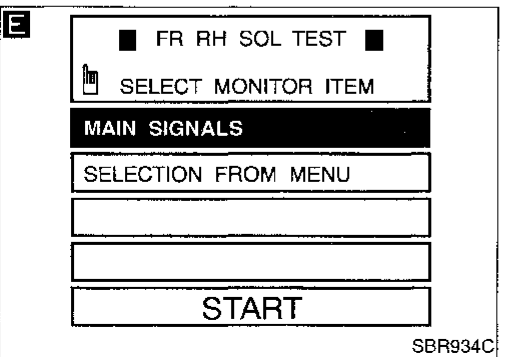 E
■ FR RH SOL TEST ■
SELECT MONITOR ITEM
MAIN SIGNALS
SELECTION FROM MENU
START
SBR934C